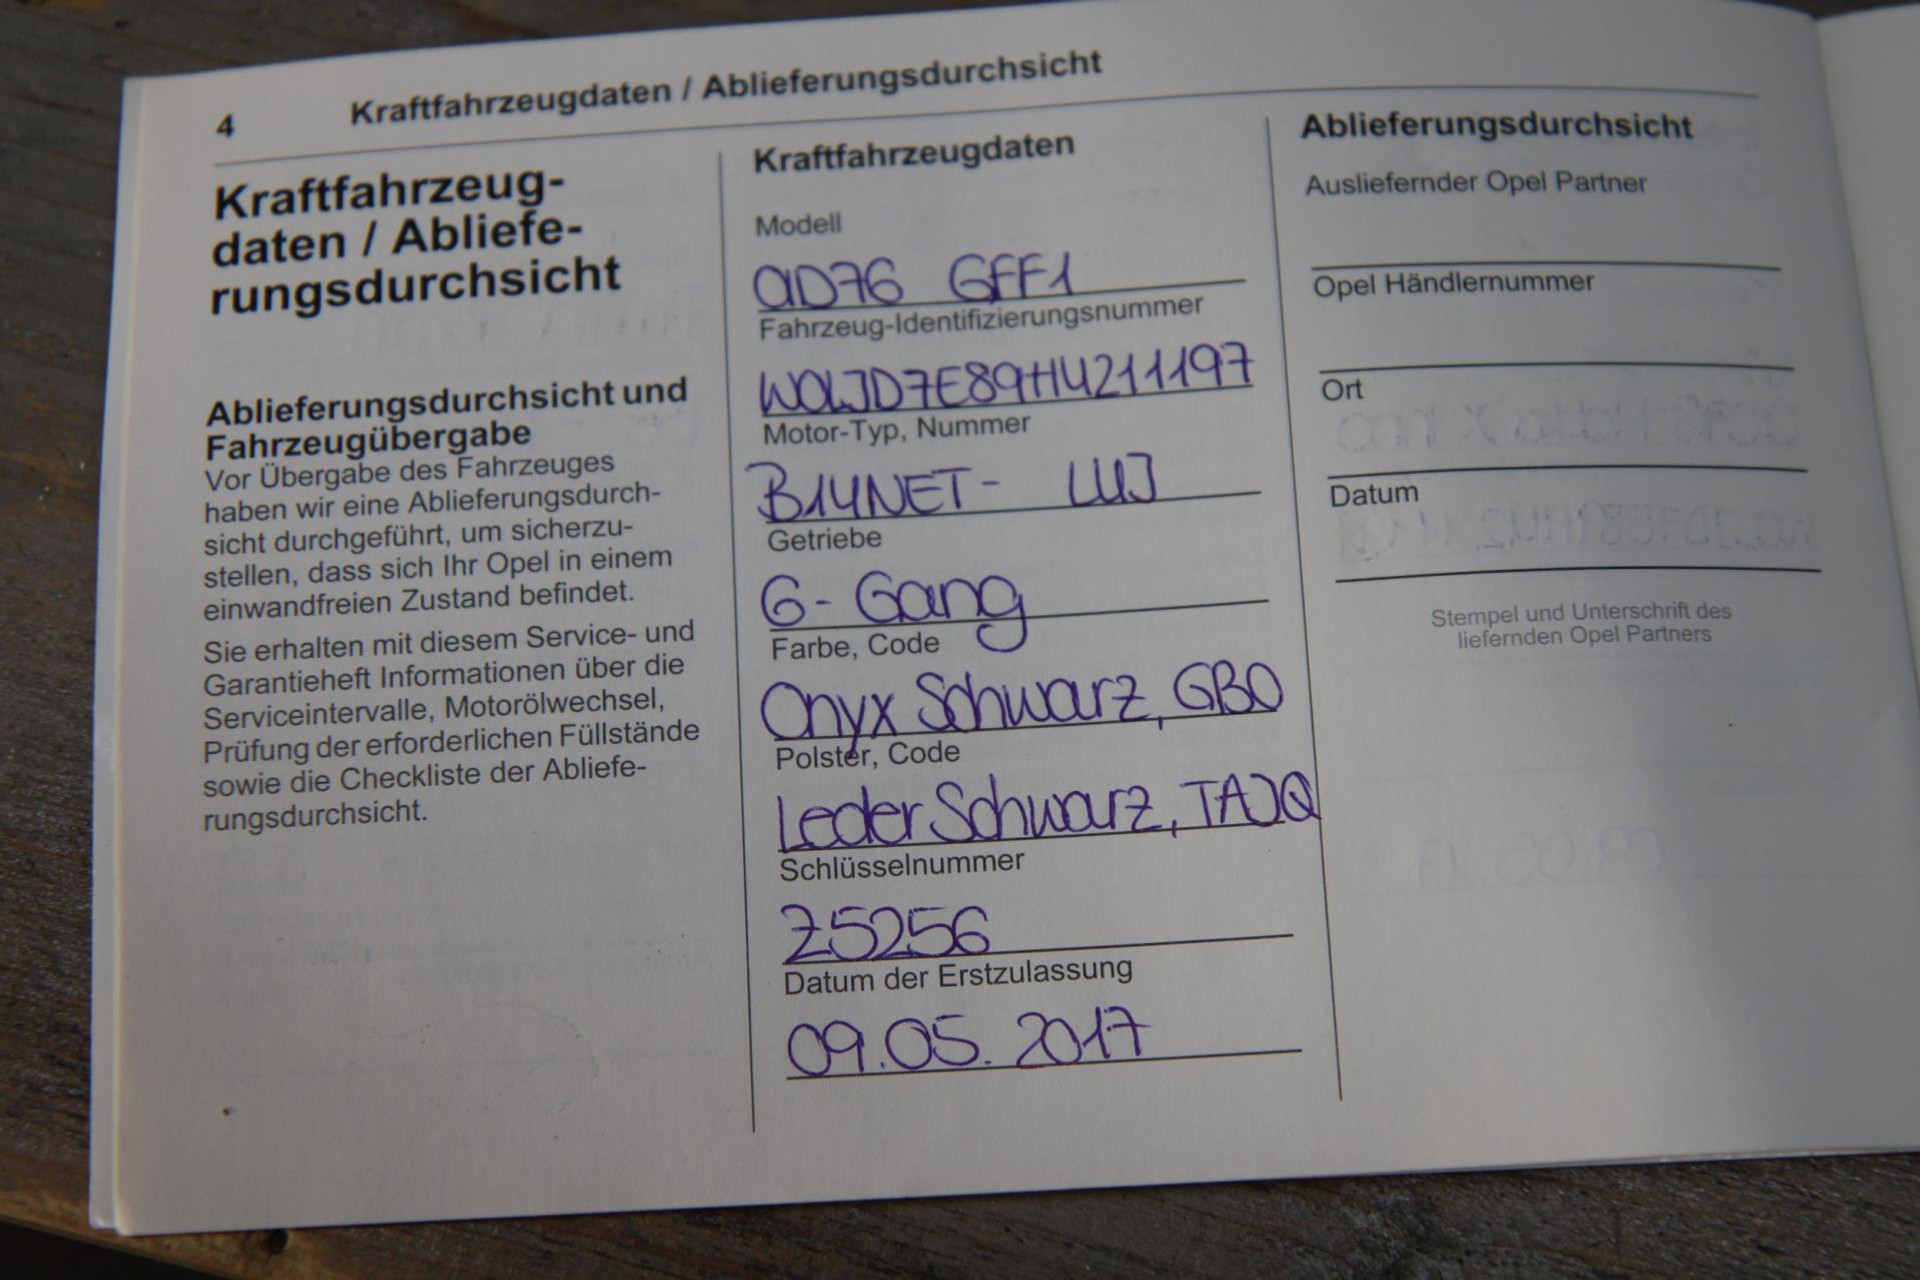 4 Kraftfahrzeugdaten / Ablieferungsdurchsicht
Kraftfahrzeug-
daten / Abliefe-
rungsdurchsicht
Ablieferungsdurchsicht und
Fahrzeugübergabe
Vor Übergabe des Fahrzeuges
haben wir eine Ablieferungsdurch-
sicht durchgeführt, um sicherzu-
stellen, dass sich Ihr Opel in einem
einwandfreien Zustand befindet.
Sie erhalten mit diesem Service- und
Garantieheft Informationen über die
Serviceintervalle, Motorölwechsel,
Prüfung der erforderlichen Füllstände
sowie die Checkliste der Abliefe-
rungsdurchsicht.
Kraftfahrzeugdaten
Modell
0JD76 GFF1
Fahrzeug-Identifizierungsnummer
W0LJD7E89HU211197
Motor-Typ, Nummer
B14NET- LUJ
Getriebe
6-Gang
Farbe, Code
Onyx Schwarz, GB0
Polster, Code
Leder Schwarz, TAJQ
Schlüsselnummer
Z5256
Datum der Erstzulassung
09.05.2017
Ablieferungsdurchsicht
Ausliefernder Opel Partner
Opel Händlernummer
Ort
Datum
Stempel und Unterschrift des
liefernden Opel Partners